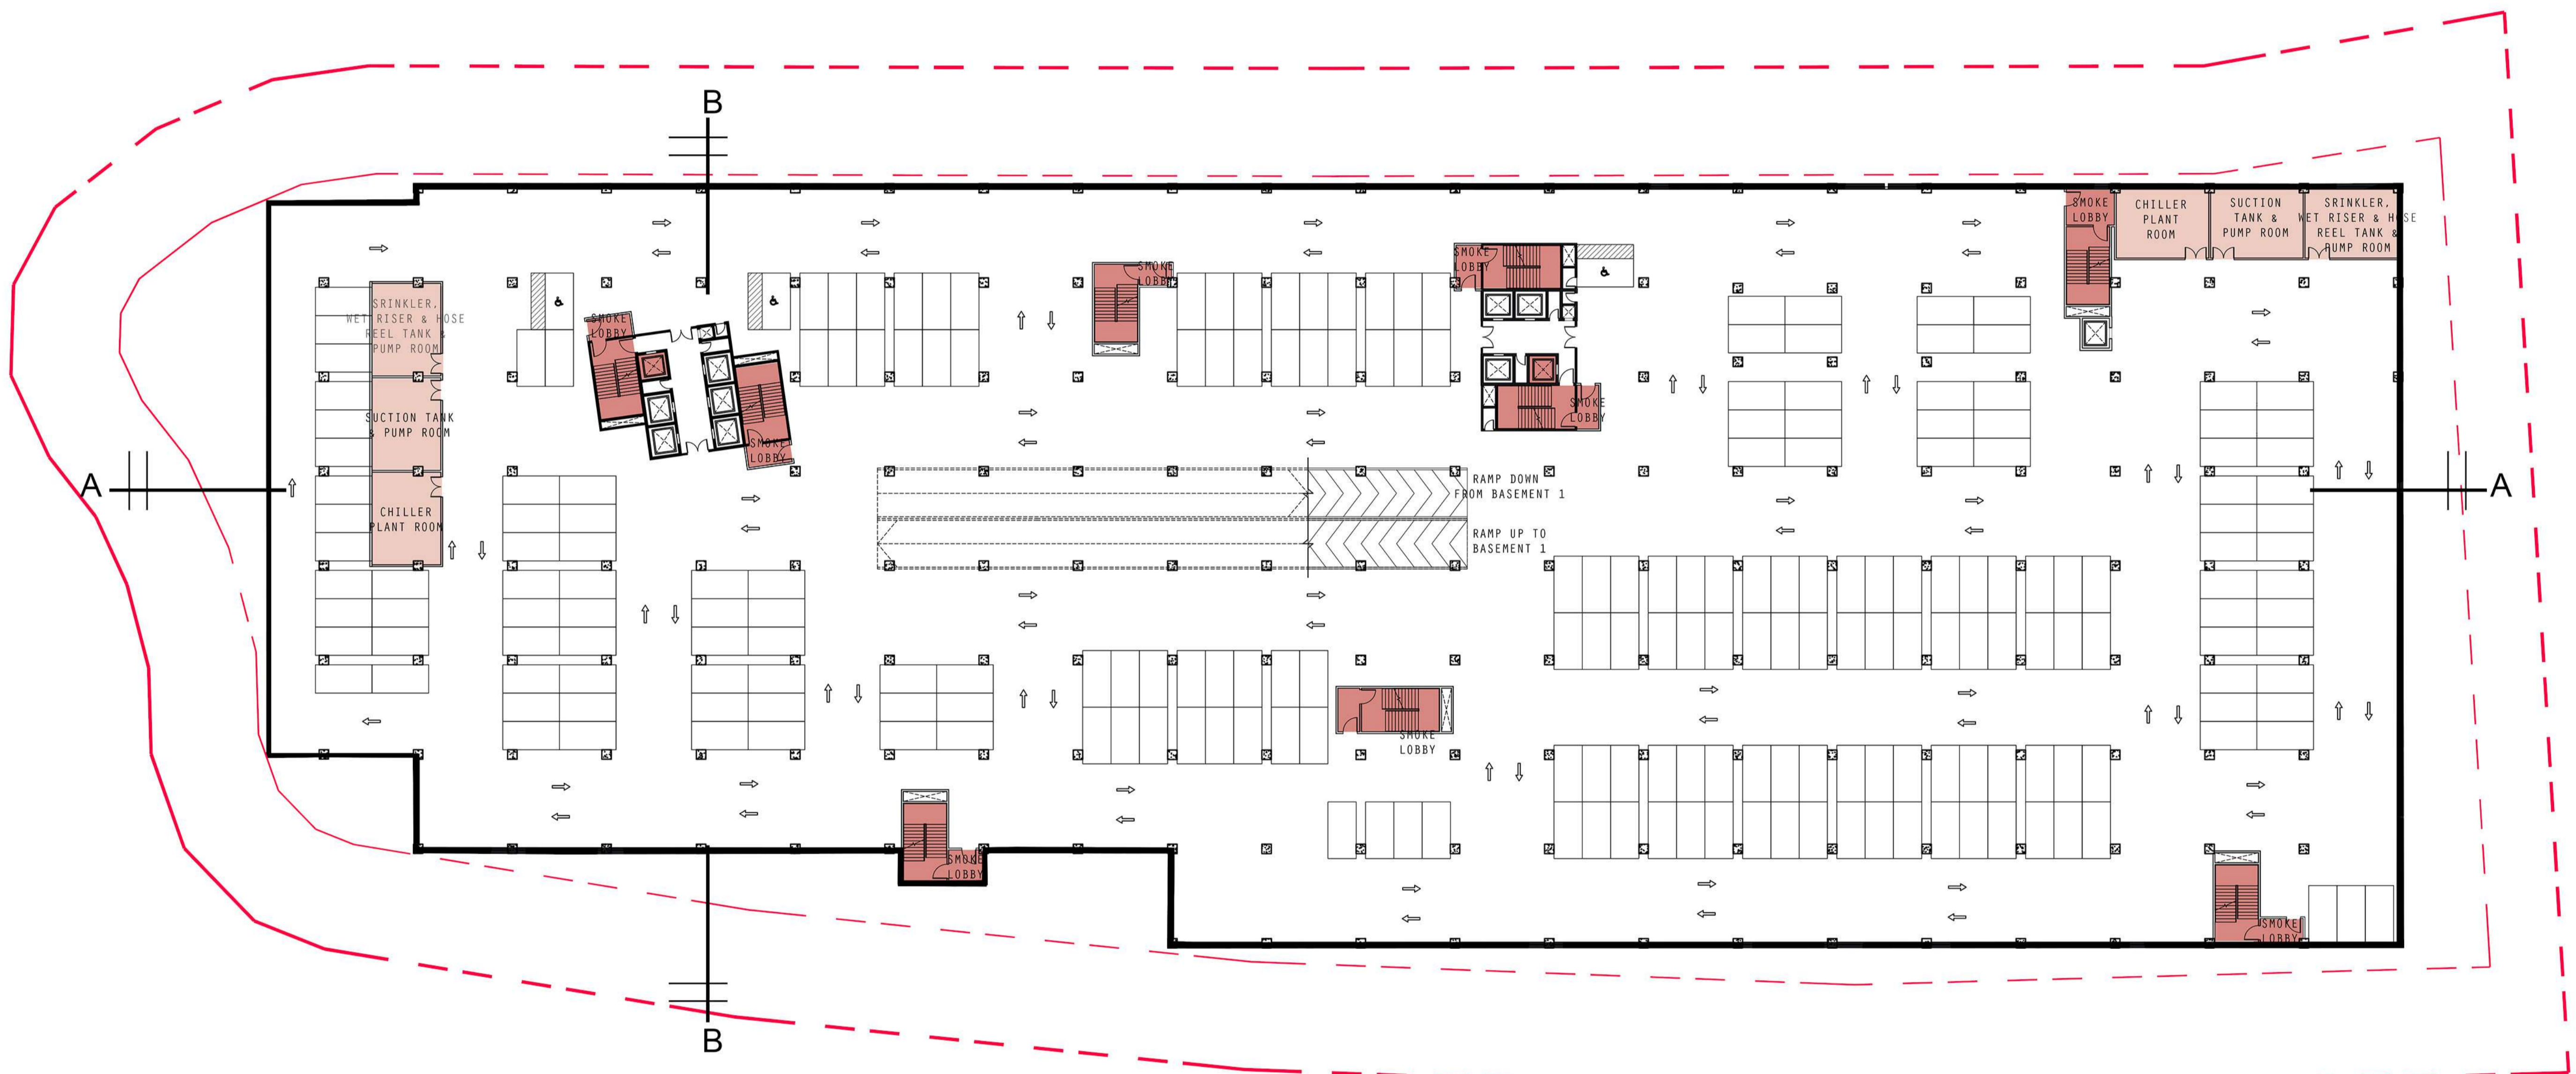 B
SMOKE
LOBBY
CHILLER
PLANT
ROOM
SUCTION
TANK &
PUMP ROOM
SRINKLER,
WET RISER & HOSE
REEL TANK &
PUMP ROOM
SMOKE
LOBBY
SMOKE
LOBBY
SRINKLER,
WET RISER & HOSE
REEL TANK &
PUMP ROOM
SMOKE
LOBBY
SUCTION TANK
& PUMP ROOM
SMOKE
LOBBY
SMOKE
LOBBY
A
RAMP DOWN
FROM BASEMENT 1
A
CHILLER
PLANT ROOM
RAMP UP TO
BASEMENT 1
SMOKE
LOBBY
SMOKE
LOBBY
SMOKE
LOBBY
B